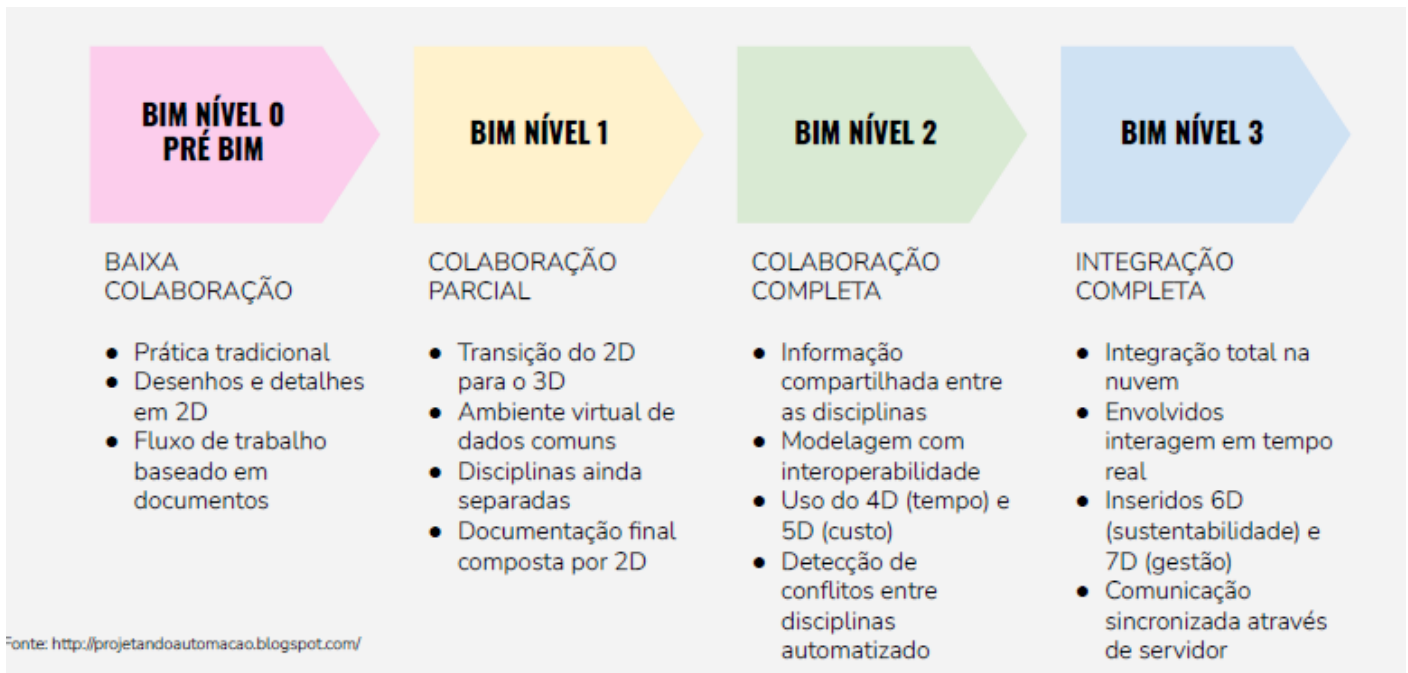 BIM NÍVEL 0
PRÉ BIM
BAIXA
COLABORAÇÃO
● Prática tradicional
● Desenhos e detalhes
em 2D
● Fluxo de trabalho
baseado em
documentos
BIM NÍVEL 1
COLABORAÇÃO
PARCIAL
● Transição do 2D
para o 3D
● Ambiente virtual de
dados comuns
● Disciplinas ainda
separadas
● Documentação final
composta por 2D
BIM NÍVEL 2
COLABORAÇÃO
COMPLETA
● Informação
compartilhada entre
as disciplinas
● Modelagem com
interoperabilidade
● Uso do 4D (tempo) e
5D (custo)
● Detecção de
conflitos entre
disciplinas
automatizado
BIM NÍVEL 3
INTEGRAÇÃO
COMPLETA
● Integração total na
nuvem
● Envolvidos
interagem em tempo
real
● Inseridos 6D
(sustentabilidade) e
7D (gestão)
● Comunicação
sincronizada através
de servidor
Fonte: http://projetandoautomacao.blogspot.com/